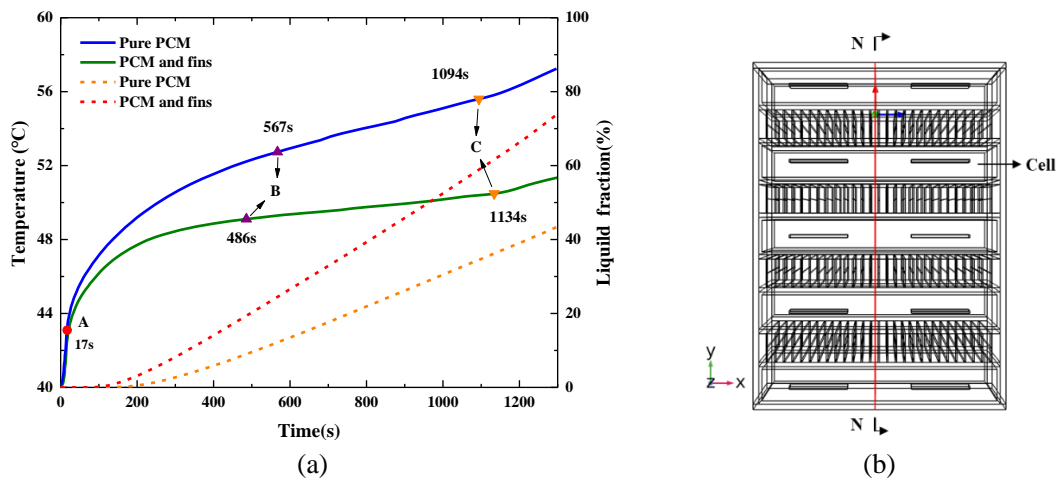 60
56
52
48
44
40
Temperature (°C)
Pure PCM
PCM and fins
Pure PCM
PCM and fins
1094s
567s
C
B
486s
1134s
A
17s
100
80
60
40
20
0
Liquild fraction(%)
0 200 400 600 800 1000 1200
Time(s)
(a)
N
Cell
y
z x
N
(b)